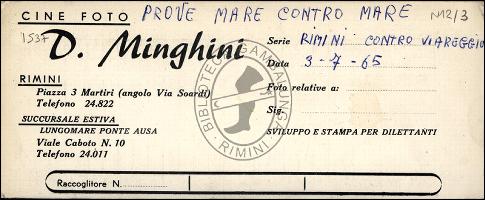 CINE FOTO PROVE MARE CONTRO MARE N12/3
1537
D. Minghini
Serie RIMINI CONTRO VIAREGGIO
Data 3-7-65
RIMINI
Piazza 3 Martiri (angolo Via Soardi)
Telefono 24.822
Foto relative a:
Sig.
SUCCURSALE ESTIVA
LUNGOMARE PONTE AUSA
Viale Caboto N. 10
Telefono 24.011
SVILUPPO E STAMPA PER DILETTANTI
BIBLIOTECA GAMBALUNGA
RIMINI
Raccoglitore N.